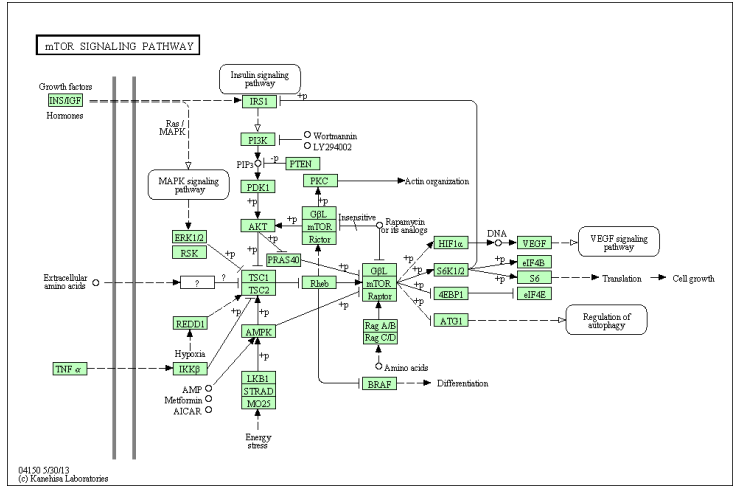 mTOR SIGNALING PATHWAY
Insulin signaling
pathway
Growth factors
INS/IGF
Hormones
IRS1
+p
Ras /
MAPK
PI3K
Wortmannin
LY294002
PIP3
-p
PTEN
MAPK signaling
pathway
+p
PDK1
PKC
Actin organization
+p
+p
AKT
+p
GβL
mTOR
Rictor
Insensitive
Rapamycin
or its analogs
ERK1/2
RSK
+p
+p
+p
PRAS40
HIF1α
DNA
VEGF
VEGF signaling
pathway
Extracellular
amino acids
?
?
TSC1
TSC2
Rheb
GβL
mTOR
Raptor
+p
S6K1/2
+p
+p
eIF4B
S6
Translation
Cell growth
+p
4EBP1
eIF4E
REDD1
+p
+p
+p
ATG1
Regulation of
autophagy
Hypoxia
AMPK
Rag A/B
Rag C/D
TNF α
IKKβ
+p
Amino acids
AMP
Metformin
AICAR
LKB1
STRAD
MO25
BRAF
Differentiation
Energy
stress
04150 5/30/13
(c) Kanehisa Laboratories